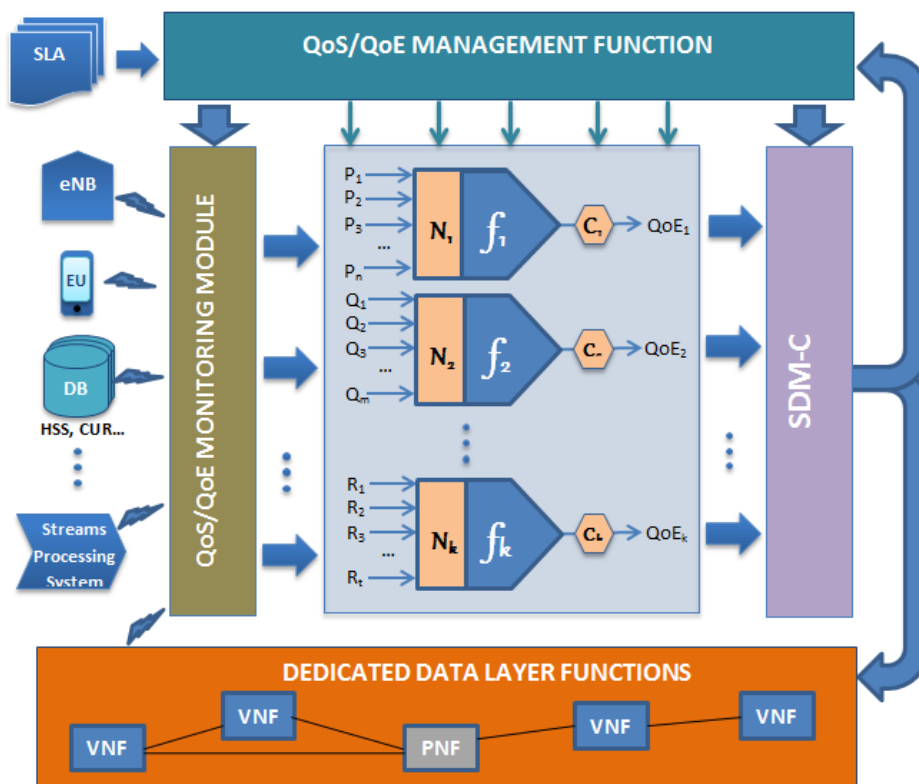 SLA
QoS/QoE MANAGEMENT FUNCTION
eNB
EU
DB
HSS, CUR...
Streams
Processing
System
QoS/QoE MONITORING MODULE
P1
P2
P3
...
Pn
N1
f1
C1
QoE1
Q1
Q2
Q3
...
Qm
N2
f2
QoE2
R1
R2
R3
...
Rt
Nk
fk
Ck
QoEk
SDM-C
DEDICATED DATA LAYER FUNCTIONS
VNF
VNF
PNF
VNF
VNF